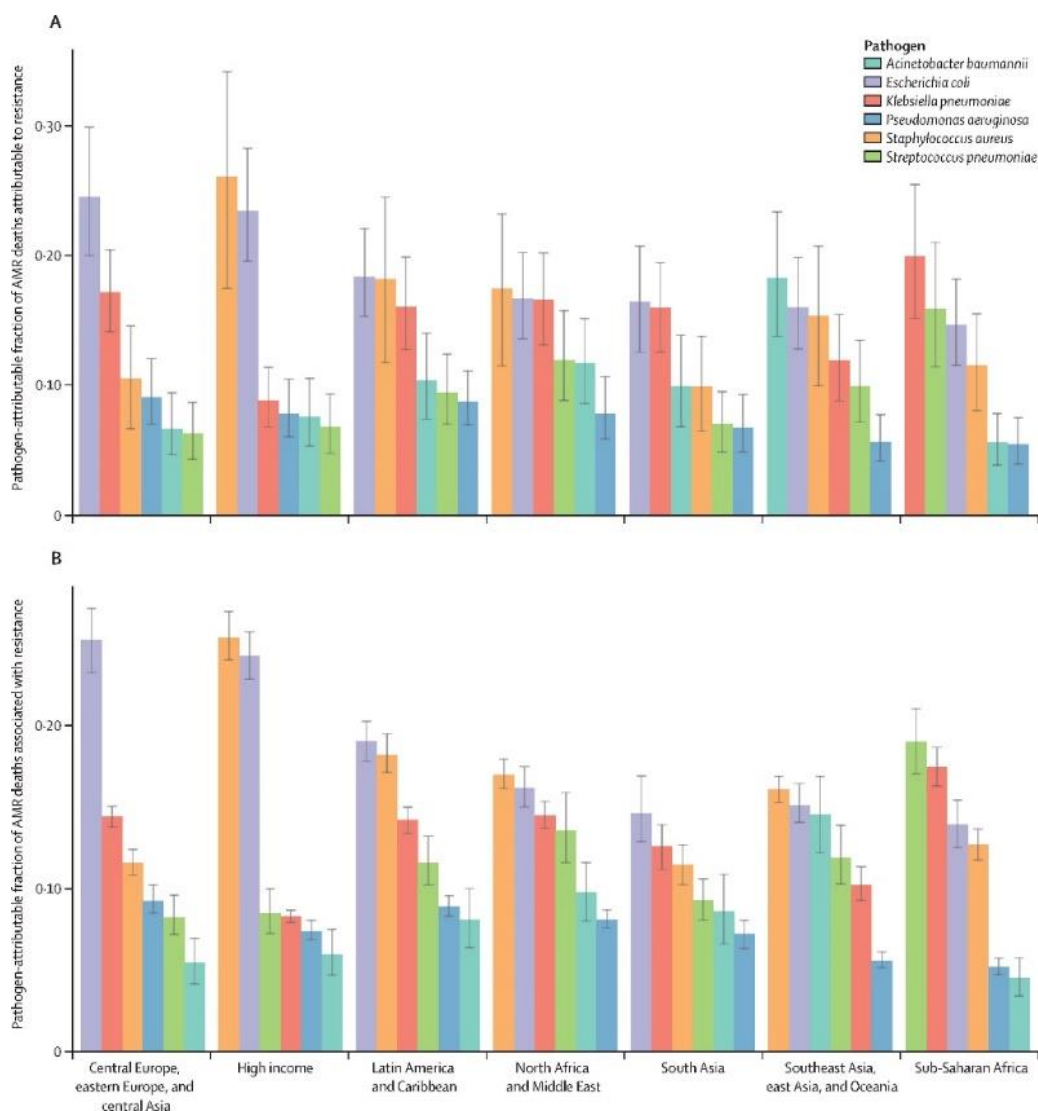 A
Pathogen-attributable fraction of AMR deaths attributable to resistance
0·30
0·20
0·10
0
Pathogen
Acinetobacter baumannii
Escherichia coli
Klebsiella pneumoniae
Pseudomonas aeruginosa
Staphylococcus aureus
Streptococcus pneumoniae
B
Pathogen-attributable fraction of AMR deaths associated with resistance
0·20
0·10
0
Central Europe,
eastern Europe, and
central Asia
High income
Latin America
and Caribbean
North Africa
and Middle East
South Asia
Southeast Asia,
east Asia, and Oceania
Sub-Saharan Africa